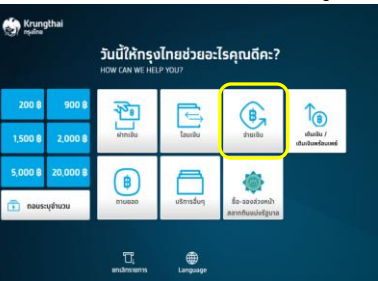 Krungthai
กรุงไทย
วันนี้ให้กรุงไทยช่วยอะไรคุณดีคะ?
HOW CAN WE HELP YOU?
200 ฿
900 ฿
ฝากเงิน
โอนเงิน
จ่ายเงิน
เติมเงิน /
เติมเงินพร้อมเพย์
1,500 ฿
2,000 ฿
5,000 ฿
20,000 ฿
ถามยอด
บริการอื่นๆ
ซื้อ-จองล่วงหน้า
สลากกินแบ่งรัฐบาล
ถอนระบุจำนวน
ยกเลิกรายการ
Language